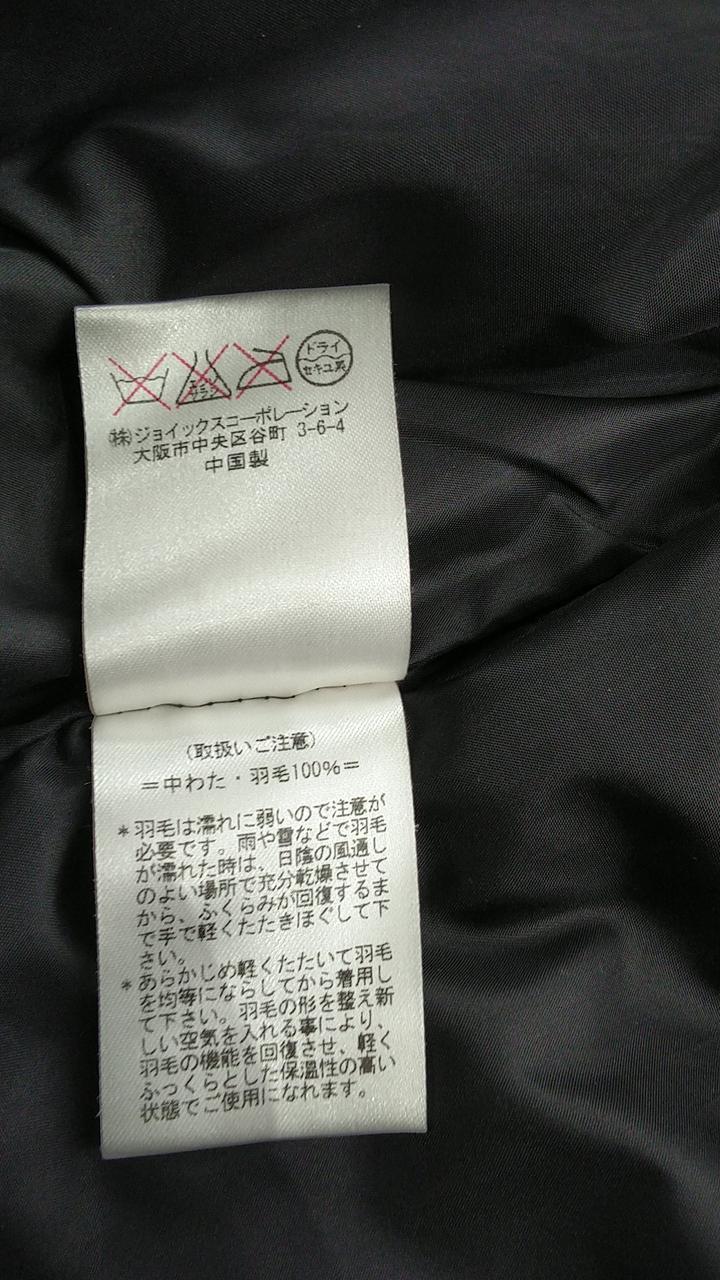 エンソ
サラシ
ドライ
セキユ系
㈱ジョイックスコーポレーション
大阪市中央区谷町 3-6-4
中国製
(取扱いご注意)
=中わた・羽毛100%=
*羽毛は濡れに弱いので注意が
必要です。雨や雪などで羽毛
が濡れた時は、日陰の風通し
のよい場所で充分乾燥させて
から、ふくらみが回復するま
で手で軽くたたきほぐして下
さい。
*あらかじめ軽くたたいて羽毛
を均等にならしてから着用し
て下さい。羽毛の形を整え新
しい空気を入れる事により、
羽毛の機能を回復させ、軽く
ふっくらとした保温性の高い
状態でご使用になれます。